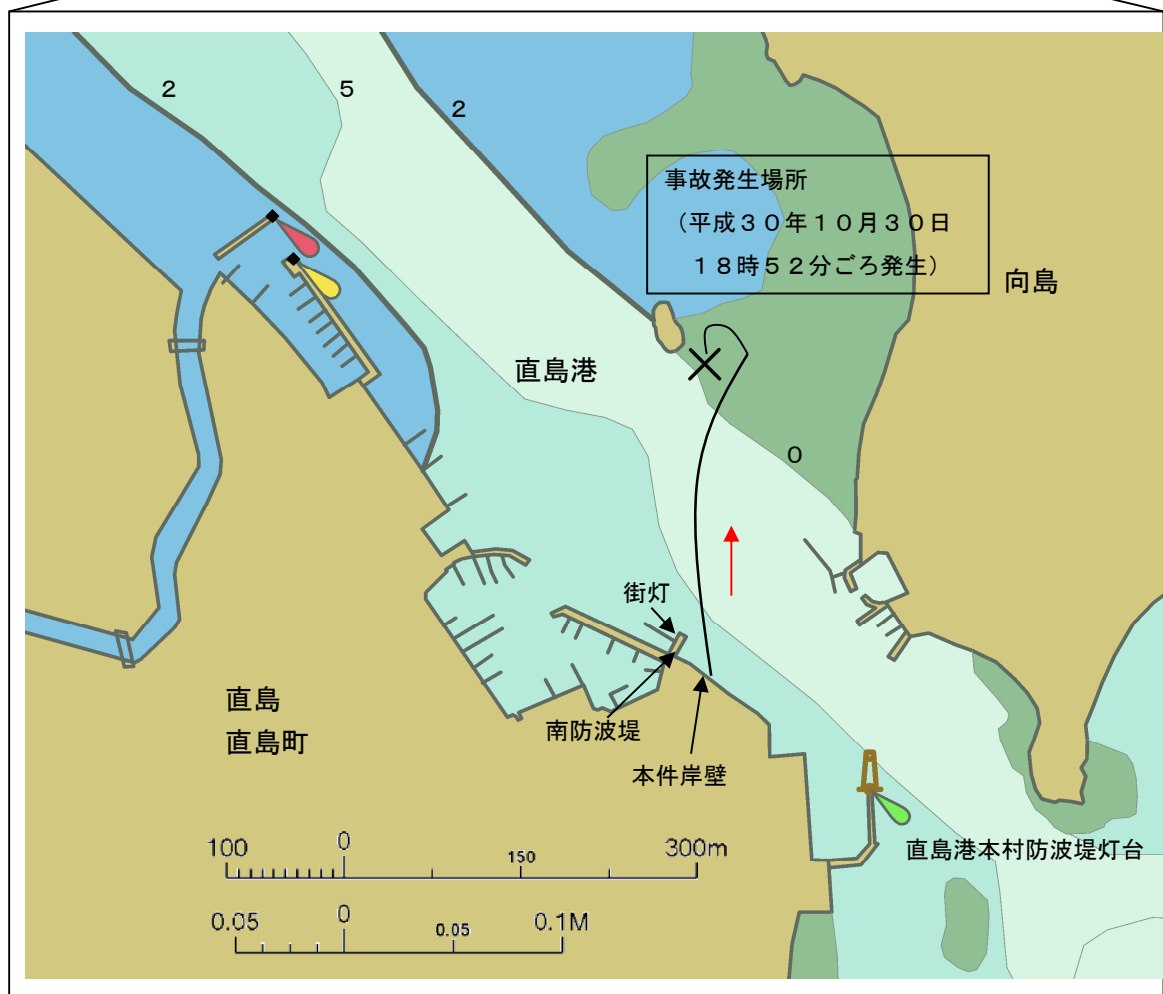 2
5
2
事故発生場所
（平成３０年１０月３０日
１８時５２分ごろ発生）
向島
直島港
0
街灯
直島
直島町
南防波堤
本件岸壁
直島港本村防波堤灯台
100 0 150 300m
0.05 0 0.05 0.1M